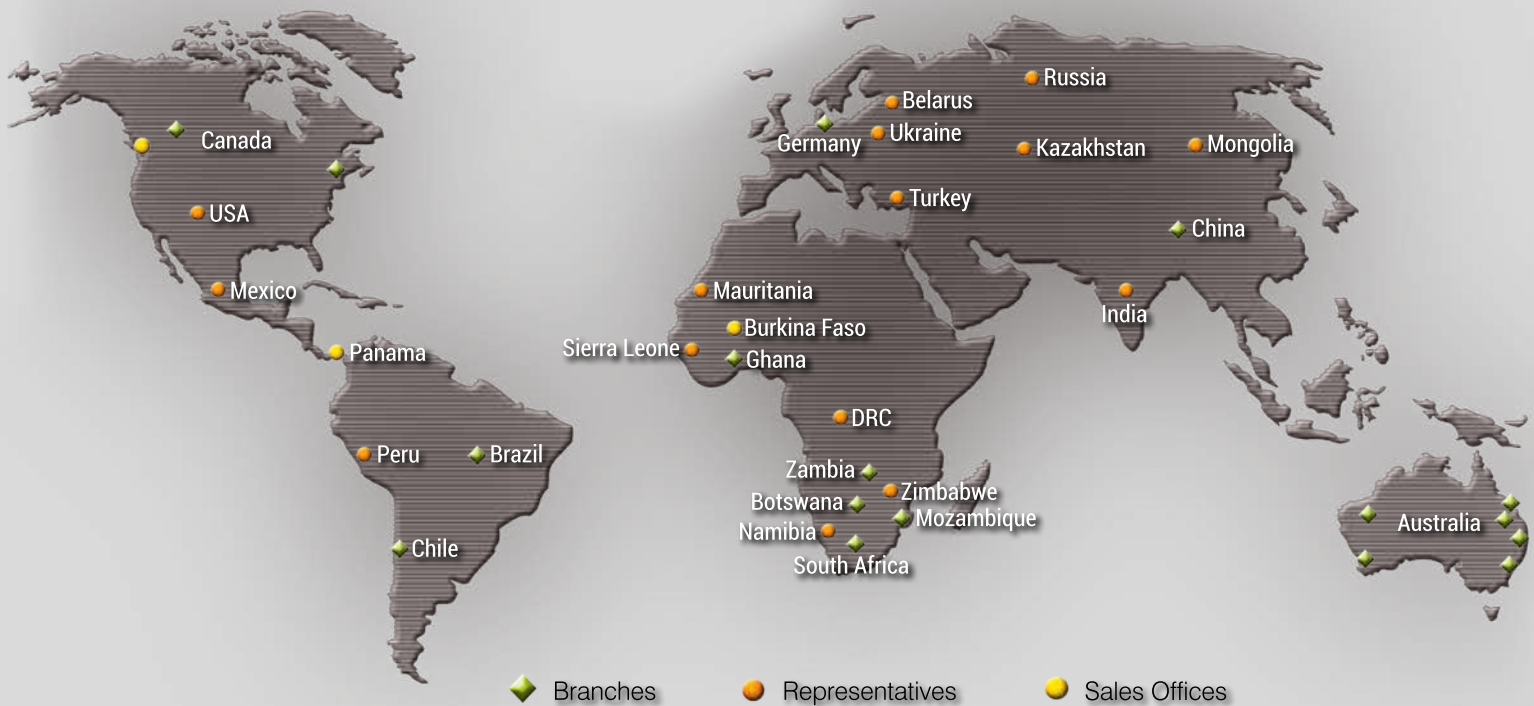 Russia
Belarus
Canada
Germany
Ukraine
Kazakhstan
Mongolia
USA
Turkey
China
Mexico
Mauritania
India
Burkina Faso
Sierra Leone
Panama
Ghana
DRC
Peru
Brazil
Zambia
Zimbabwe
Botswana
Mozambique
Australia
Namibia
Chile
South Africa
Branches
Representatives
Sales Offices